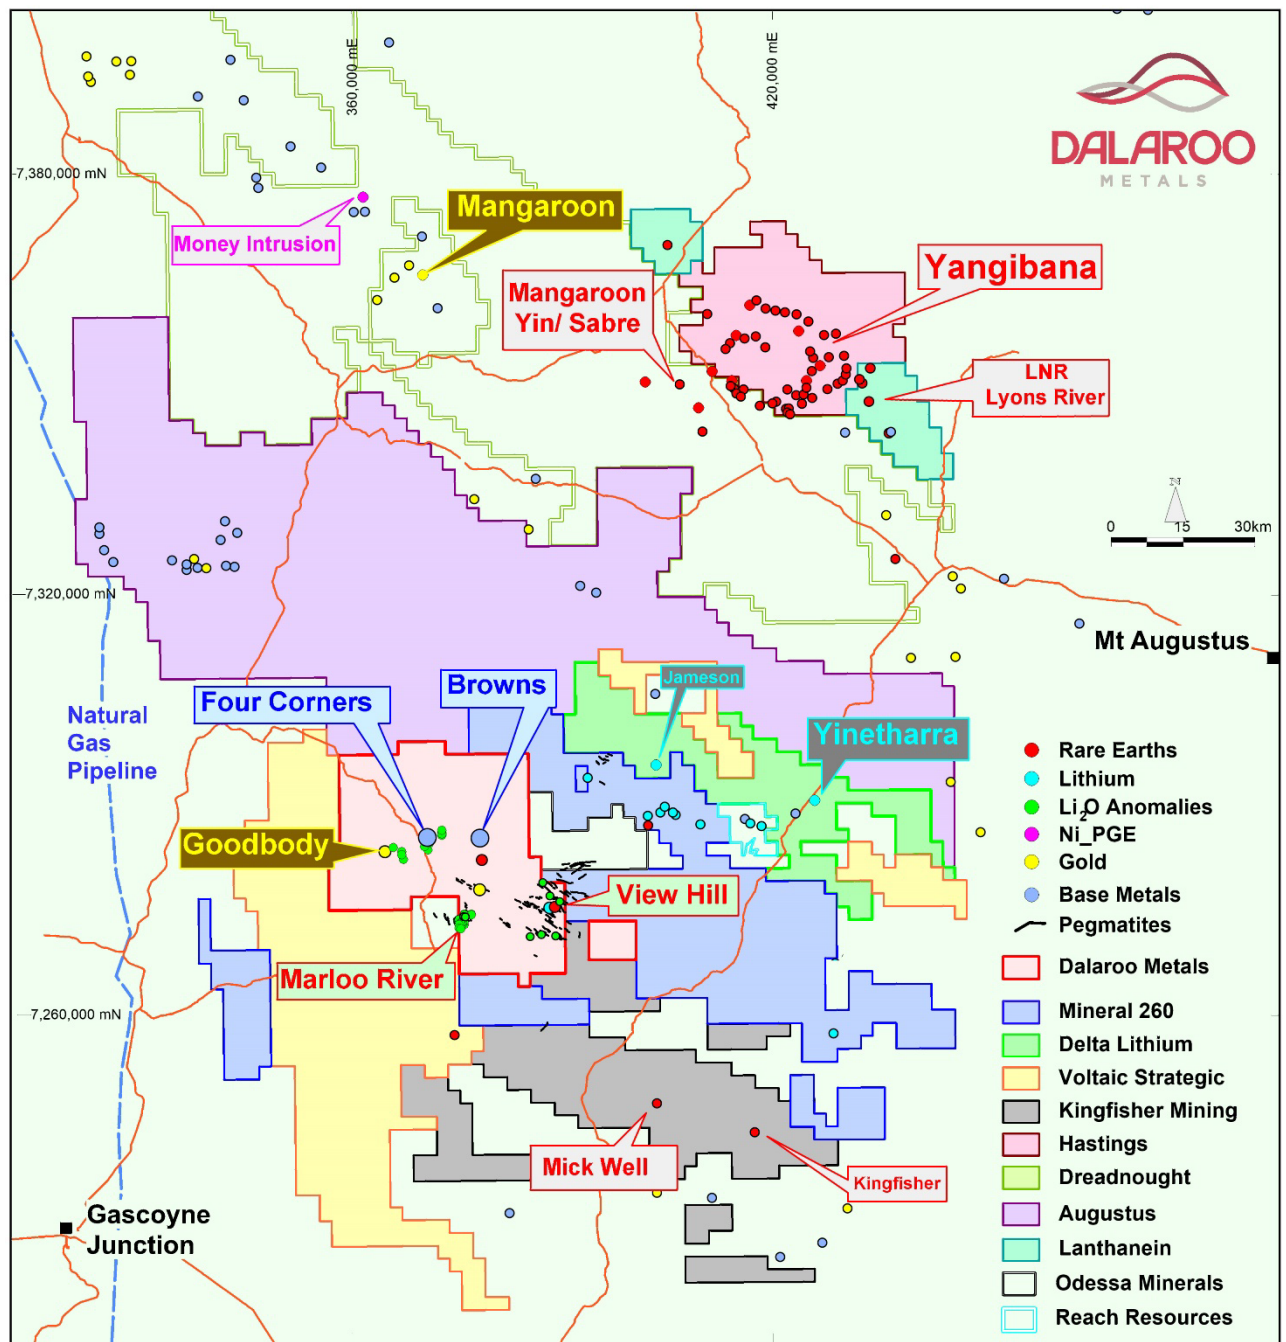 360,000 mE
420,000 mE
DALAROO
METALS
7,380,000 mN
Mangaroon
Money Intrusion
Yangibana
Mangaroon
Yin/ Sabre
LNR
Lyons River
N
0 15 30km
7,320,000 mN
Mt Augustus
Jameson
Browns
Four Corners
Natural
Gas
Pipeline
Yinetharra
Goodbody
View Hill
Marloo River
7,260,000 mN
Mick Well
Kingfisher
Gascoyne
Junction
Rare Earths
Lithium
Li2O Anomalies
Ni_PGE
Gold
Base Metals
Pegmatites
Dalaroo Metals
Mineral 260
Delta Lithium
Voltaic Strategic
Kingfisher Mining
Hastings
Dreadnought
Augustus
Lanthanein
Odessa Minerals
Reach Resources